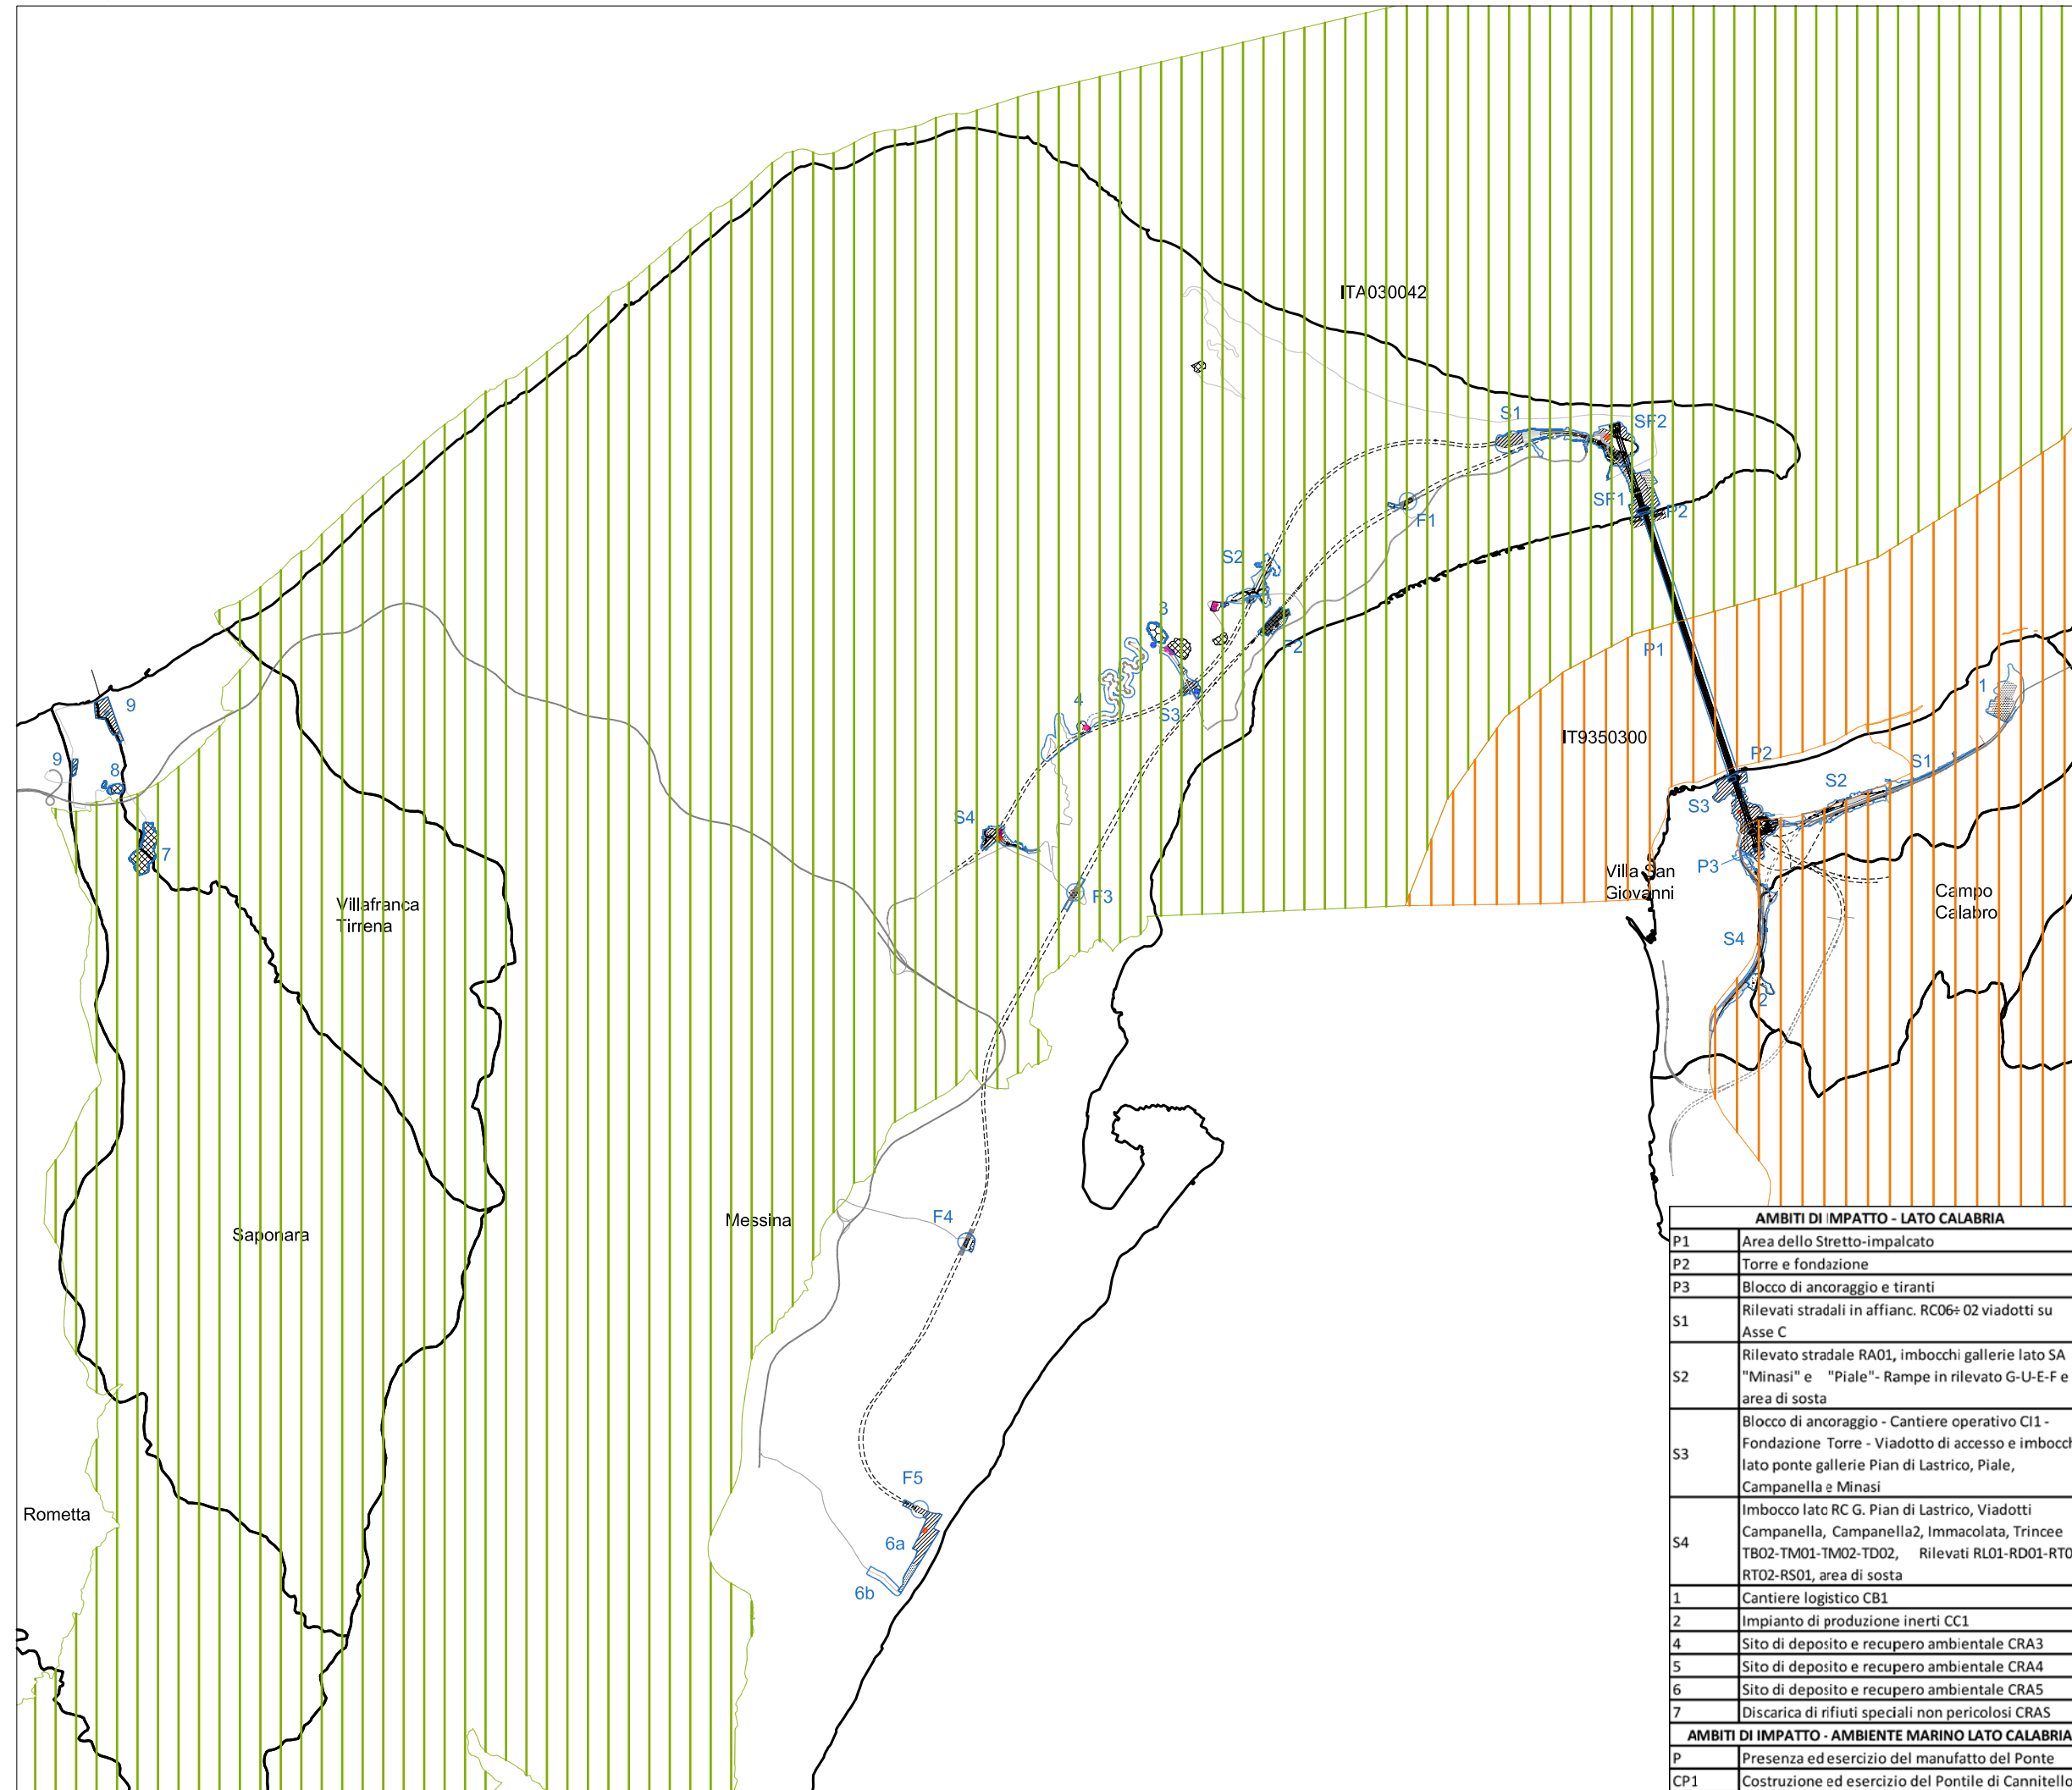 ITA030042
S1
SF2
SF1
P2
F1
S2
3
F2
P1
4
S3
IT9350300
1
9
9
8
P2
S1
S2
S3
S4
7
P3
Villa San
Giovanni
Campo
Calabro
F3
Villafranca
Tirrena
S4
2
Messina
F4
Saponara
F5
Rometta
6a
6b
AMBITI DI IMPATTO - LATO CALABRIA
P1 Area dello Stretto-impalcato
P2 Torre e fondazione
P3 Blocco di ancoraggio e tiranti
S1 Rilevati stradali in affianc. RC06÷ 02 viadotti su
Asse C
S2 Rilevato stradale RA01, imbocchi gallerie lato SA
"Minasi" e "Piale"- Rampe in rilevato G-U-E-F e
area di sosta
S3 Blocco di ancoraggio - Cantiere operativo CI1 -
Fondazione Torre - Viadotto di accesso e imbocch
lato ponte gallerie Pian di Lastrico, Piale,
Campanella e Minasi
S4 Imbocco lato RC G. Pian di Lastrico, Viadotti
Campanella, Campanella2, Immacolata, Trincee
TB02-TM01-TM02-TD02, Rilevati RL01-RD01-RT0
RT02-RS01, area di sosta
1 Cantiere logistico CB1
2 Impianto di produzione inerti CC1
4 Sito di deposito e recupero ambientale CRA3
5 Sito di deposito e recupero ambientale CRA4
6 Sito di deposito e recupero ambientale CRA5
7 Discarica di rifiuti speciali non pericolosi CRAS
AMBITI DI IMPATTO - AMBIENTE MARINO LATO CALABRIA
P Presenza ed esercizio del manufatto del Ponte
CP1 Costruzione ed esercizio del Pontile di Cannitello